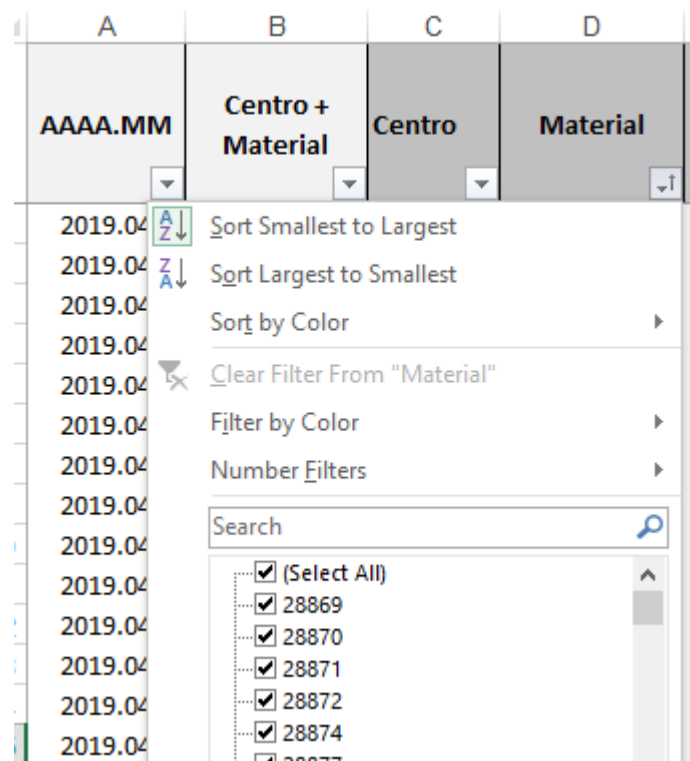 A B C D
AAAA.MM Centro + Material Centro Material
2019.04 Sort Smallest to Largest
2019.04 Sort Largest to Smallest
2019.04 Sort by Color
2019.04
2019.04 Clear Filter From "Material"
2019.04 Filter by Color
2019.04 Number Filters
2019.04 Search
2019.04 (Select All)
2019.04 28869
2019.04 28870
2019.04 28871
2019.04 28872
2019.04 28874
28877